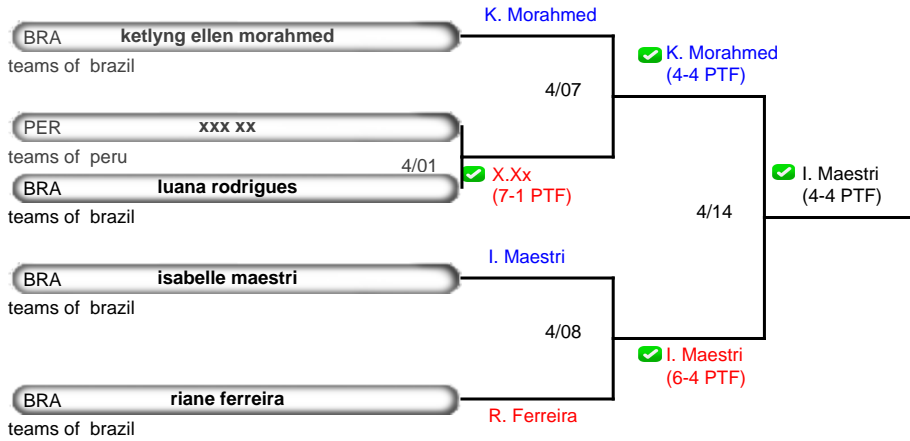 K. Morahmed
BRA ketlyng ellen morahmed
teams of brazil
K. Morahmed
(4-4 PTF)
4/07
PER xxx xx
teams of peru
4/01
X.Xx
(7-1 PTF)
BRA luana rodrigues
teams of brazil
I. Maestri
(4-4 PTF)
4/14
I. Maestri
BRA isabelle maestri
teams of brazil
4/08
I. Maestri
(6-4 PTF)
BRA riane ferreira
R. Ferreira
teams of brazil